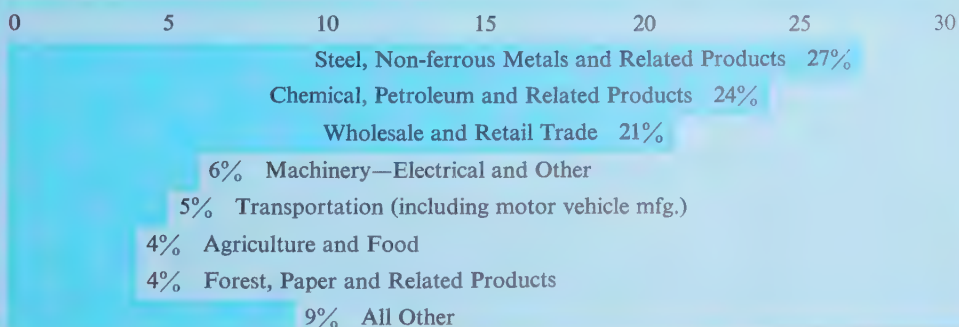 0 5 10 15 20 25 30
Steel, Non-ferrous Metals and Related Products 27%
Chemical, Petroleum and Related Products 24%
Wholesale and Retail Trade 21%
6% Machinery—Electrical and Other
5% Transportation (including motor vehicle mfg.)
4% Agriculture and Food
4% Forest, Paper and Related Products
9% All Other